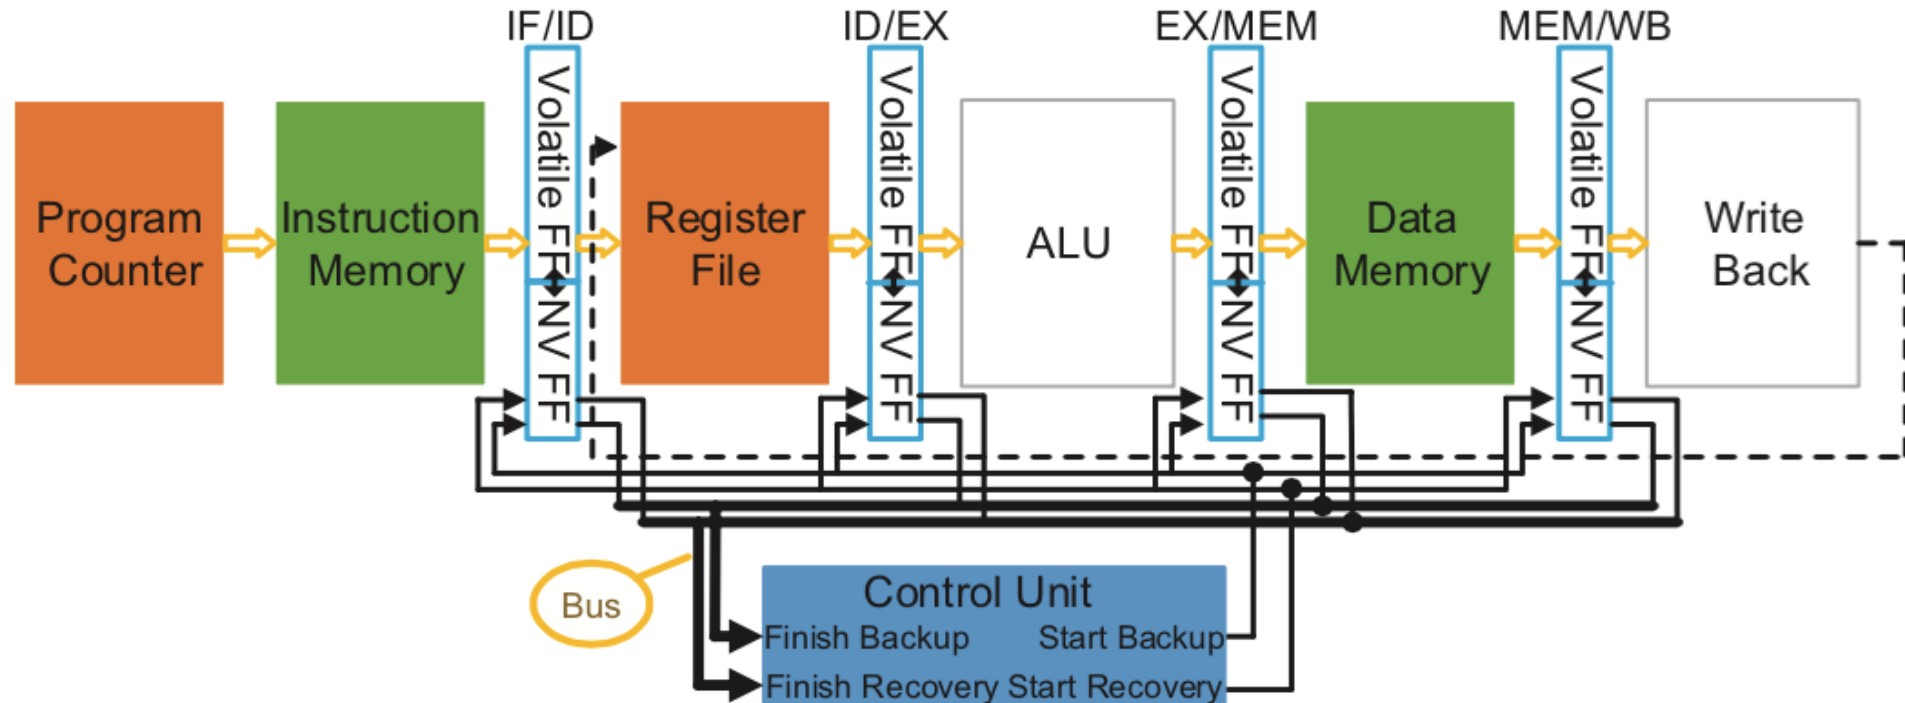 IF/ID
ID/EX
EX/MEM
MEM/WB
Program
Counter
Instruction
Memory
Volatile FF
NV FF
Register
File
Volatile FF
NV FF
ALU
Volatile FF
NV FF
Data
Memory
Volatile FF
NV FF
Write
Back
Bus
Control Unit
Finish Backup
Start Backup
Finish Recovery
Start Recovery